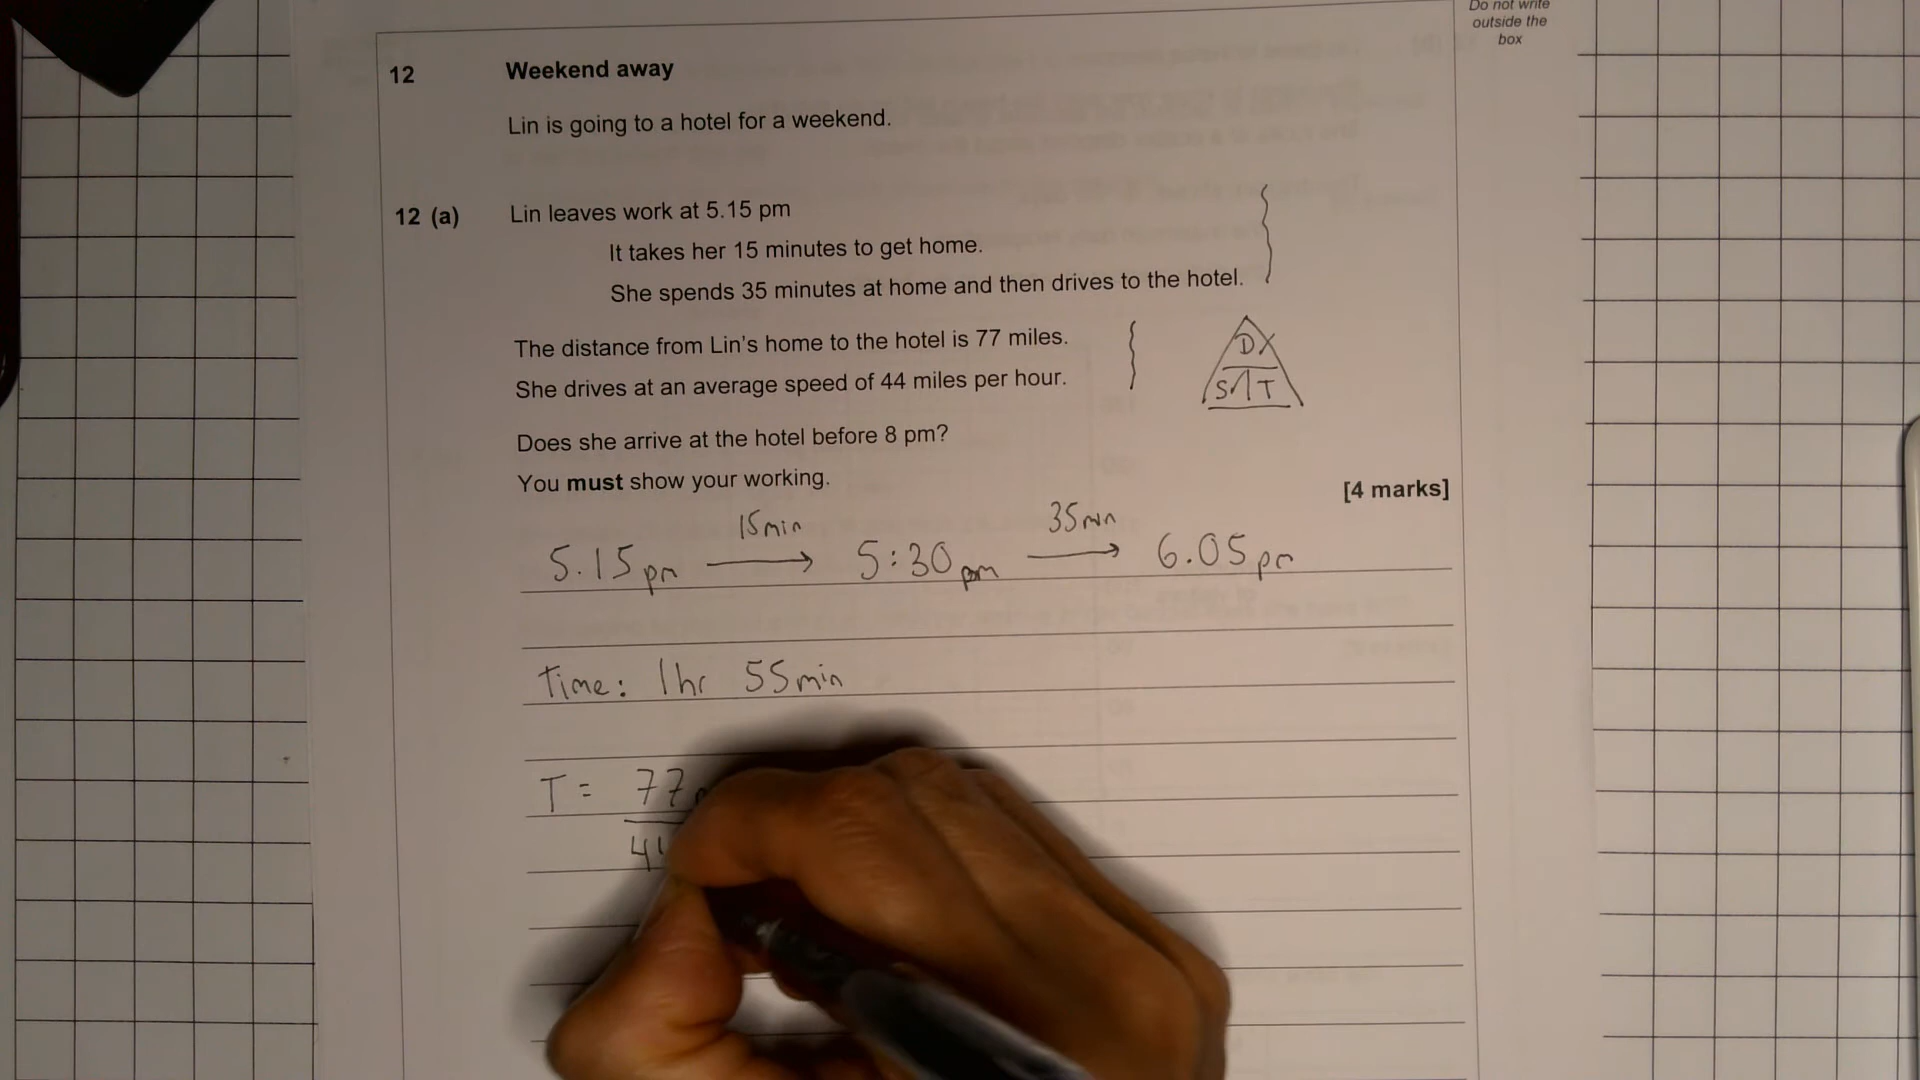 Do not write
outside the
box
12 Weekend away
Lin is going to a hotel for a weekend.
12 (a) Lin leaves work at 5.15 pm
It takes her 15 minutes to get home.
She spends 35 minutes at home and then drives to the hotel.
The distance from Lin's home to the hotel is 77 miles.
She drives at an average speed of 44 miles per hour.
D
S T
Does she arrive at the hotel before 8 pm?
You must show your working.
[4 marks]
15min 35min
5.15pm → 5:30pm → 6.05pm
Time: 1hr 55min
T = 77
44